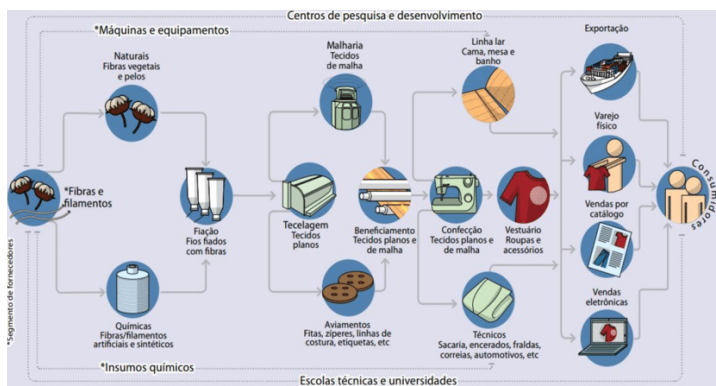 Centros de pesquisa e desenvolvimento
*Máquinas e equipamentos
Naturais
Fibras vegetais
e pelos
Malharia
Tecidos
de malha
Linha lar
Cama, mesa e
banho
Exportação
Varejo
físico
*Fibras e
filamentos
Fiação
Fios fiados
com fibras
Tecelagem
Tecidos
planos
Beneficiamento
Tecidos planos e
de malha
Confecção
Tecidos planos e
de malha
Vestuário
Roupas e
acessórios
Vendas por
catálogo
Consumidores
Químicas
Fibras/filamentos
artificiais e sintéticos
Aviamentos
Fitas, zíperes, linhas de
costura, etiquetas, etc
Técnicos
Sacaria, encerados, fraldas,
correias, automotivos, etc
Vendas
eletrônicas
*Segmento de fornecedores
*Insumos químicos
Escolas técnicas e universidades